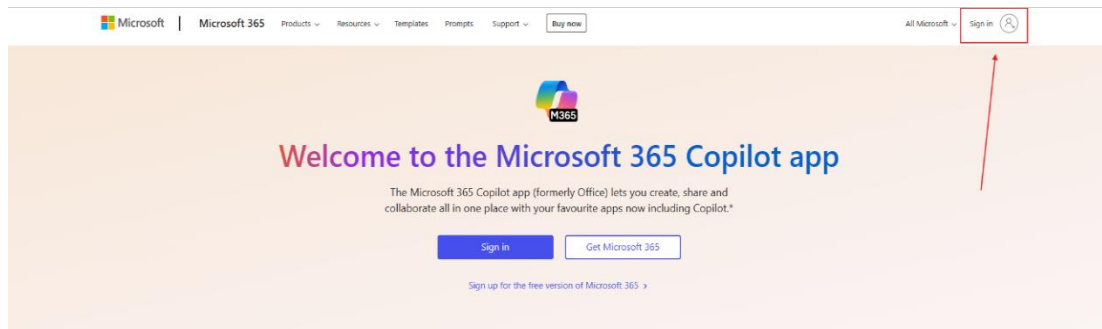 Microsoft | Microsoft 365 Products Resources Templates Prompts Support Buy now All Microsoft Sign in
M365
Welcome to the Microsoft 365 Copilot app
The Microsoft 365 Copilot app (formerly Office) lets you create, share and
collaborate all in one place with your favourite apps now including Copilot.*
Sign in Get Microsoft 365
Sign up for the free version of Microsoft 365 >